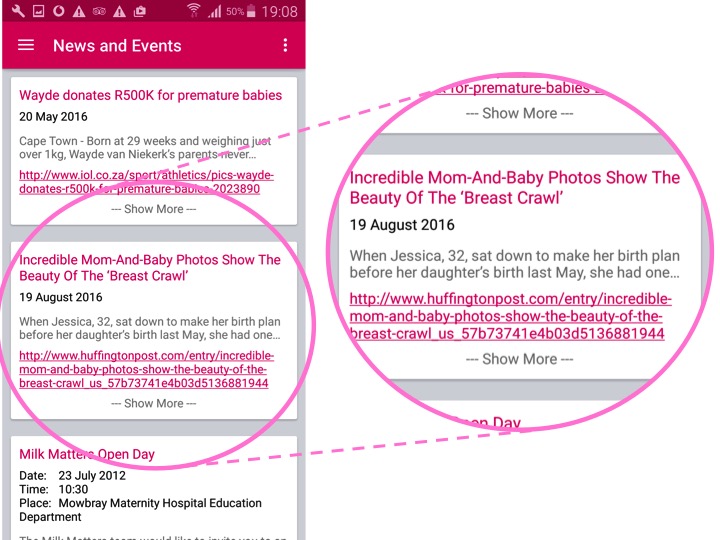 50% 19:08
News and Events
Wayde donates R500K for premature babies
20 May 2016
Cape Town - Born at 29 weeks and weighing just
over 1kg, Wayde van Niekerk's parents never...
http://www.iol.co.za/sport/athletics/pics-wayde-
donates-r500k-for-premature-babies-2023890
--- Show More ---
Incredible Mom-And-Baby Photos Show The
Beauty Of The ‘Breast Crawl’
19 August 2016
When Jessica, 32, sat down to make her birth plan
before her daughter's birth last May, she had one...
http://www.huffingtonpost.com/entry/incredible-
mom-and-baby-photos-show-the-beauty-of-the-
breast-crawl_us_57b73741e4b03d5136881944
--- Show More ---
Milk Matters Open Day
Date: 23 July 2012
Time: 10:30
Place: Mowbray Maternity Hospital Education
Department
The Milk Matters team would like to invite you to an
for-premature-babies
--- Show More ---
Incredible Mom-And-Baby Photos Show The
Beauty Of The ‘Breast Crawl’
19 August 2016
When Jessica, 32, sat down to make her birth plan
before her daughter's birth last May, she had one...
http://www.huffingtonpost.com/entry/incredible-
mom-and-baby-photos-show-the-beauty-of-the-
breast-crawl_us_57b73741e4b03d5136881944
--- Show More ---
Open Day